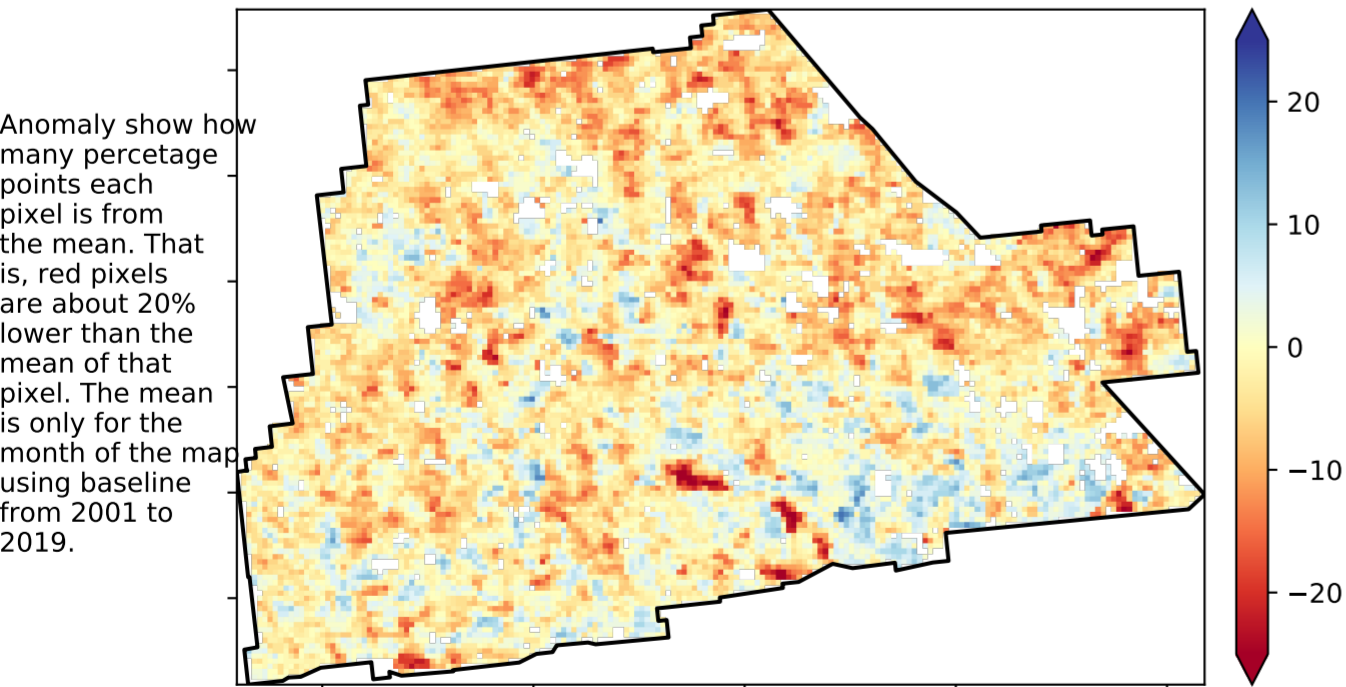 Anomaly show how
many percetage
points each
pixel is from
the mean. That
is, red pixels
are about 20%
lower than the
mean of that
pixel. The mean
is only for the
month of the map
using baseline
from 2001 to
2019.
20
10
0
−10
−20